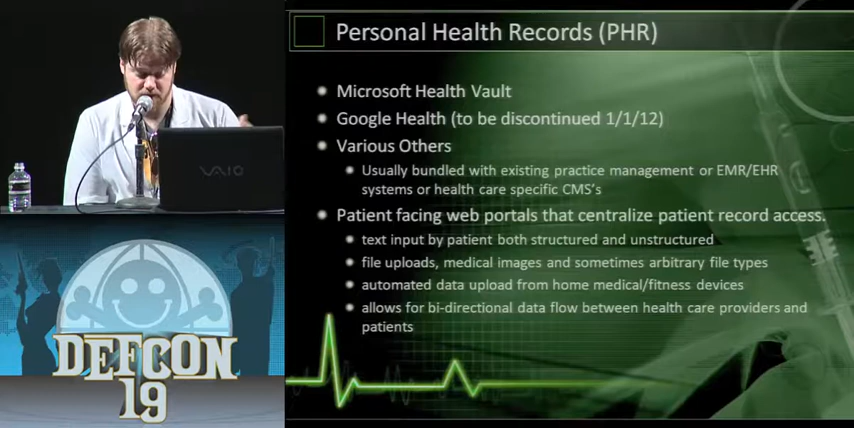 Personal Health Records (PHR)
Microsoft Health Vault
Google Health (to be discontinued 1/1/12)
Various Others
Usually bundled with existing practice management or EMR/EHR
systems or health care specific CMS's
Patient facing web portals that centralize patient record access.
text input by patient both structured and unstructured
file uploads, medical images and sometimes arbitrary file types
automated data upload from home medical/fitness devices
allows for bi-directional data flow between health care providers and
patients
VAIO
DEFCON
19